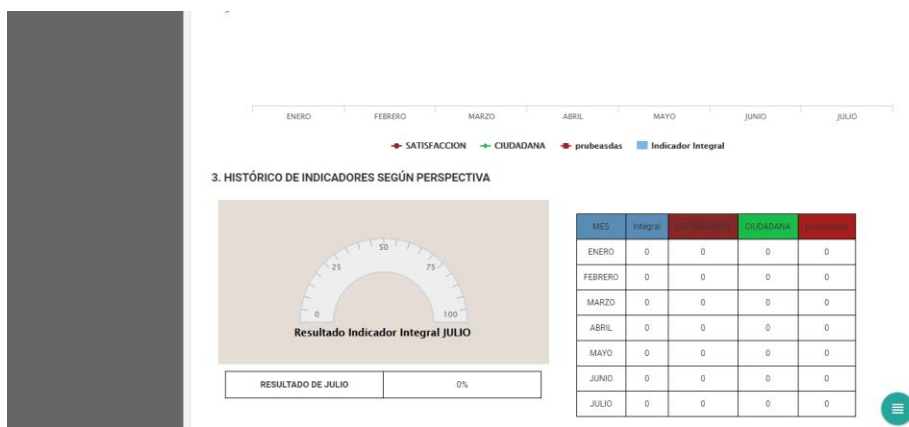 ENERO FEBRERO MARZO ABRIL MAYO JUNIO JULIO
SATISFACCION CIUDADANA prubeasdas Indicador Integral
3. HISTÓRICO DE INDICADORES SEGÚN PERSPECTIVA
0 25 50 75 100
Resultado Indicador Integral JULIO
RESULTADO DE JULIO 0%
MES Integral SATISFACCION CIUDADANA prubeasdas
ENERO 0 0 0 0
FEBRERO 0 0 0 0
MARZO 0 0 0 0
ABRIL 0 0 0 0
MAYO 0 0 0 0
JUNIO 0 0 0 0
JULIO 0 0 0 0